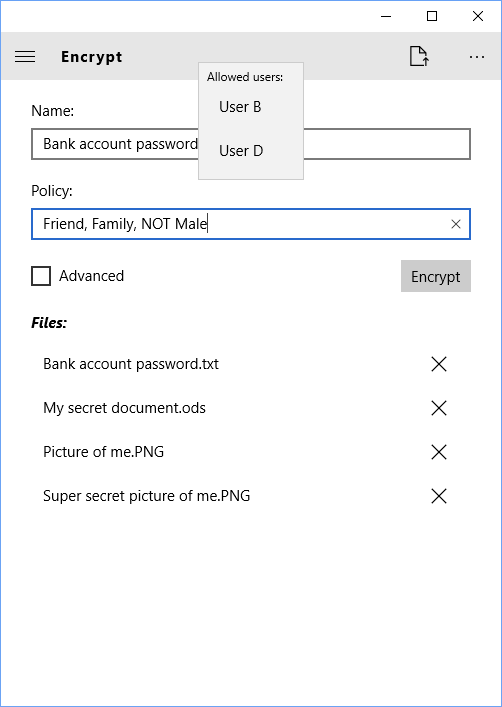 Encrypt
Allowed users:
User B
User D
Name:
Bank account password
Policy:
Friend, Family, NOT Male
Advanced
Encrypt
Files:
Bank account password.txt
My secret document.ods
Picture of me.PNG
Super secret picture of me.PNG